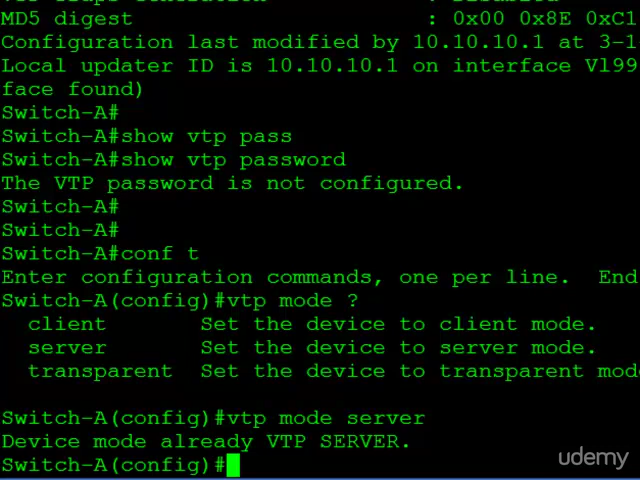 MD5 digest : 0x00 0x8E 0xC1
Configuration last modified by 10.10.10.1 at 3-1
Local updater ID is 10.10.10.1 on interface Vl99
face found)
Switch-A#
Switch-A#show vtp pass
Switch-A#show vtp password
The VTP password is not configured.
Switch-A#
Switch-A#
Switch-A#conf t
Enter configuration commands, one per line. End
Switch-A(config)#vtp mode ?
client Set the device to client mode.
server Set the device to server mode.
transparent Set the device to transparent mod
Switch-A(config)#vtp mode server
Device mode already VTP SERVER.
Switch-A(config)#
udemy